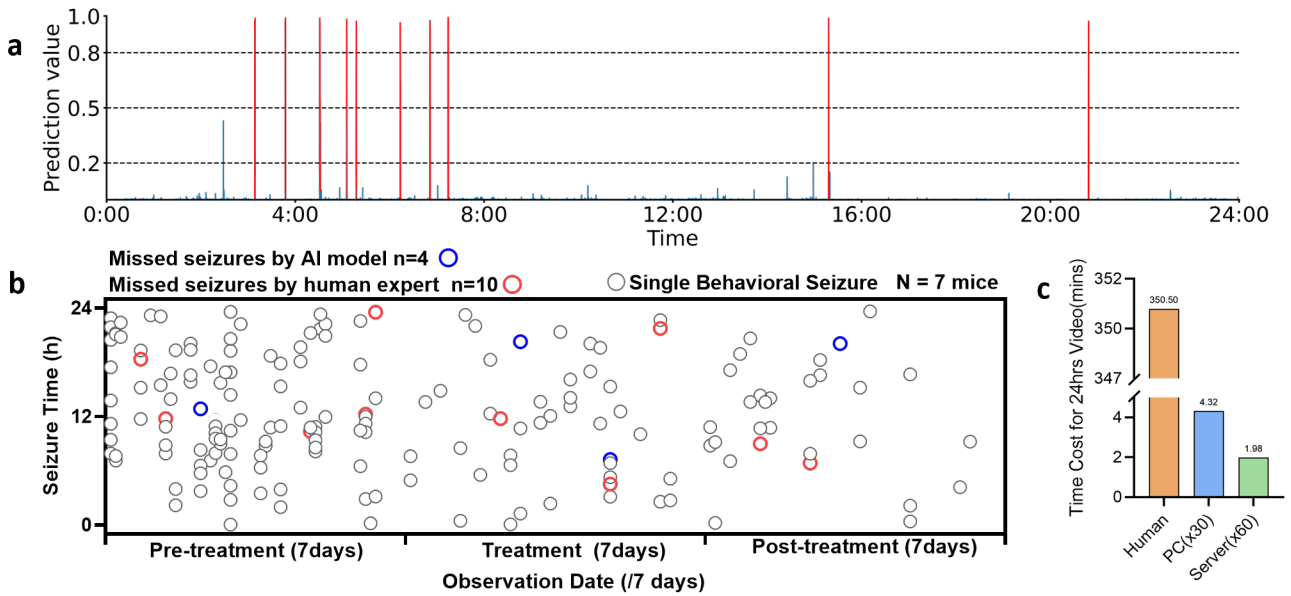 a
Prediction value
1.0
0.8
0.5
0.2
0:00 4:00 8:00 12:00 16:00 20:00 24:00
Time
b
Missed seizures by AI model n=4
Missed seizures by human expert n=10
Single Behavioral Seizure N = 7 mice
Seizure Time (h)
24
12
0
Pre-treatment (7days) Treatment (7days) Post-treatment (7days)
Observation Date (/7 days)
c
Time Cost for 24hrs Video(mins)
352
350
347
4
2
0
350.50
4.32
1.98
Human PC(x30) Server(x60)